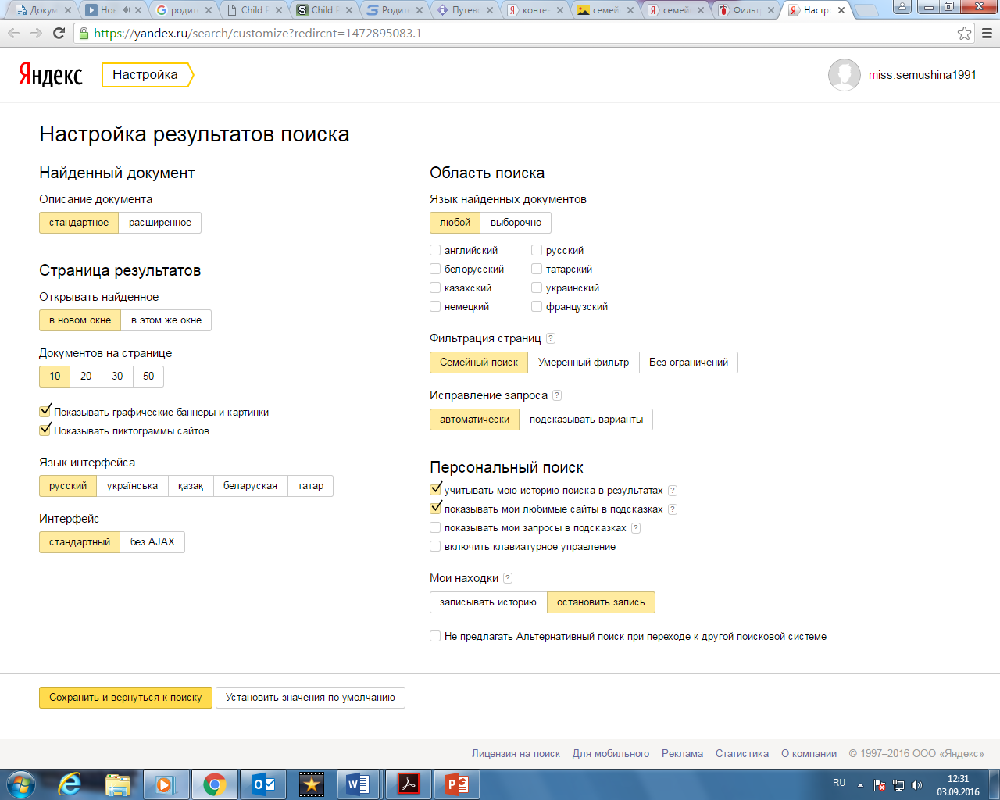 Докум
Нов
родит
Child P
Child P
Родите
Путево
контен
семей
семей
Фильтр
Настро
https://yandex.ru/search/customize?redircnt=1472895083.1
Яндекс
Настройка
miss.semushina1991
Настройка результатов поиска
Найденный документ
Описание документа
стандартное расширенное
Страница результатов
Открывать найденное
в новом окне в этом же окне
Документов на странице
10 20 30 50
Показывать графические баннеры и картинки
Показывать пиктограммы сайтов
Язык интерфейса
русский українська қазақ беларуская татар
Интерфейс
стандартный без AJAX
Область поиска
Язык найденных документов
любой выборочно
английский русский
белорусский татарский
казахский украинский
немецкий французский
Фильтрация страниц ?
Семейный поиск Умеренный фильтр Без ограничений
Исправление запроса ?
автоматически подсказывать варианты
Персональный поиск
учитывать мою историю поиска в результатах ?
показывать мои любимые сайты в подсказках ?
показывать мои запросы в подсказках ?
включить клавиатурное управление
Мои находки ?
записывать историю остановить запись
Не предлагать Альтернативный поиск при переходе к другой поисковой системе
Сохранить и вернуться к поиску Установить значения по умолчанию
Лицензия на поиск Для мобильного Реклама Статистика О компании © 1997–2016 ООО «Яндекс»
RU
12:31
03.09.2016